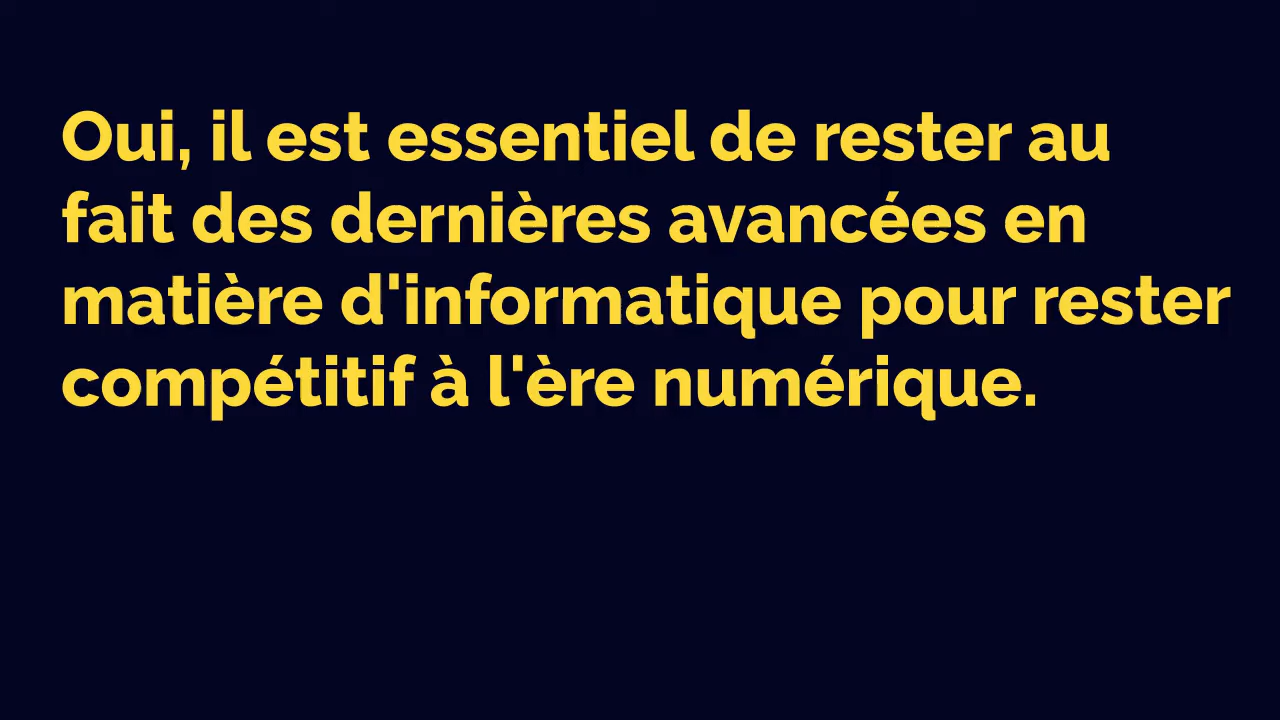 Oui, il est essentiel de rester au
fait des dernières avancées en
matière d'informatique pour rester
compétitif à l'ère numérique.